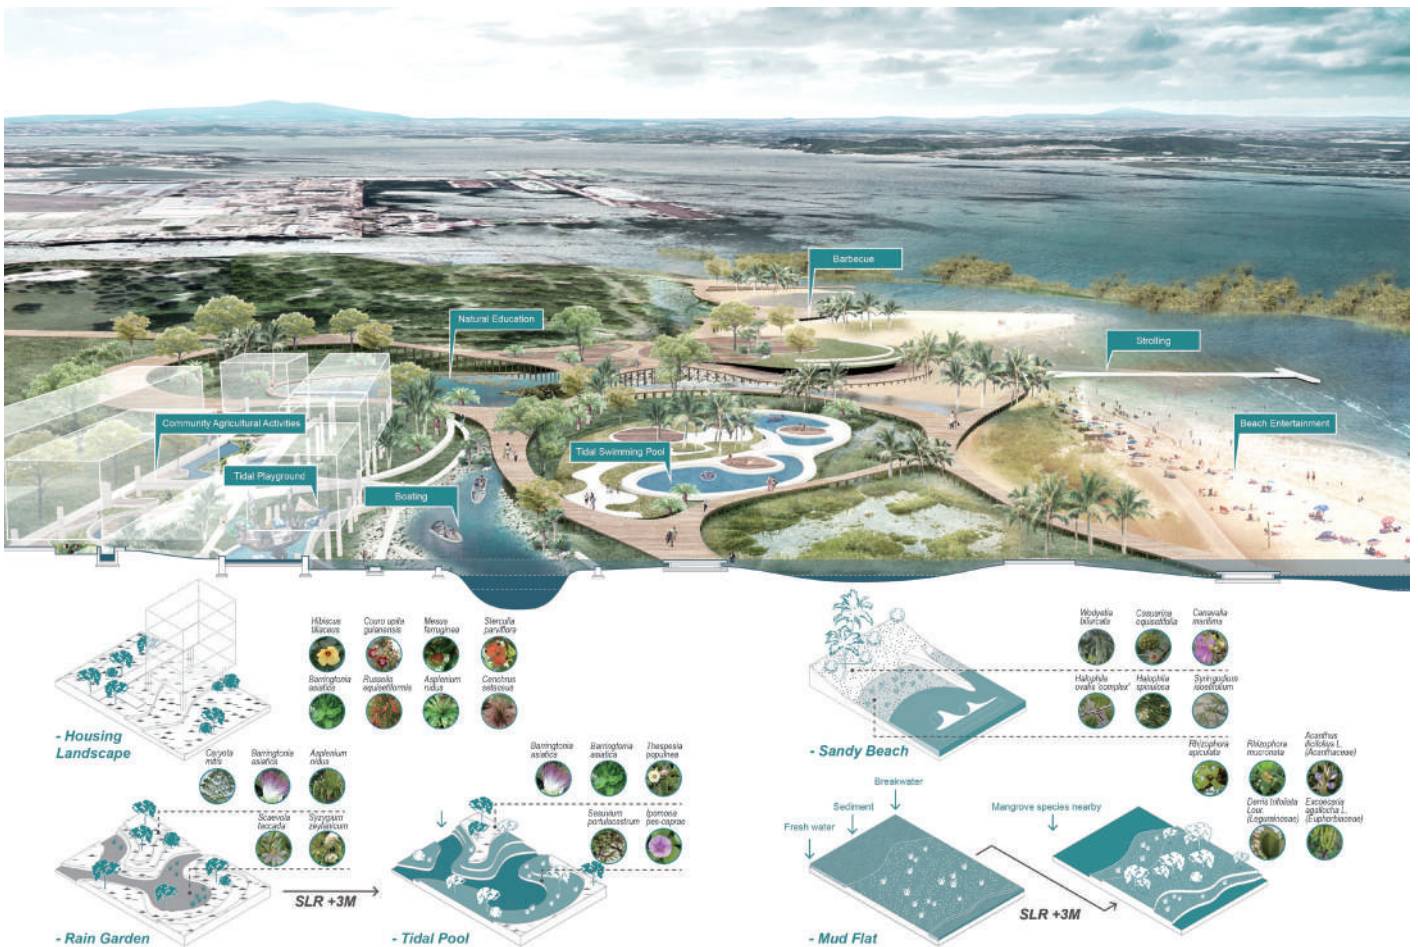 Barbecue
Natural Education
Strolling
Community Agricultural Activities
Tidal Swimming Pool
Beach Entertainment
Tidal Playground
Boating
Hibiscus
tiliaceus
Couro upita
guianensis
Mesua
ferruginea
Sterculia
parviflora
Barringtonia
asiatica
Russelia
equisetiformis
Asplenium
nidus
Cenchrus
setaceus
- Housing
Landscape
Wodyetia
bifurcata
Casuarina
equisetifolia
Canavalia
maritima
Halophila
ovalis 'complex'
Halophila
spinulosa
Syringodium
isoetifolium
- Sandy Beach
Caryota
mitis
Barringtonia
asiatica
Asplenium
nidus
Scaevola
taccada
Syzygium
zeylanicum
- Rain Garden
SLR +3M
Barringtonia
asiatica
Barringtonia
asiatica
Thespesia
populnea
Sesuvium
portulacastrum
Ipomoea
pes-caprae
- Tidal Pool
Breakwater
Sediment
Fresh water
- Mud Flat
SLR +3M
Mangrove species nearby
Rhizophora
apiculata
Rhizophora
mucronata
Acanthus
ilicifolius L.
(Acanthaceae)
Derris trifoliata
Lour.
(Leguminosae)
Excoecaria
agallocha L.
(Euphorbiaceae)